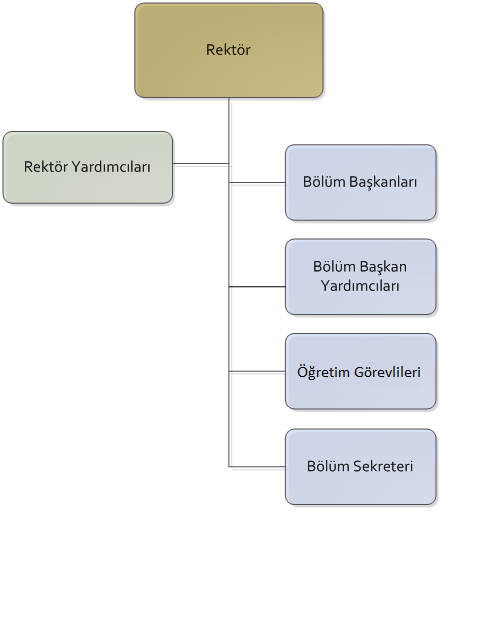 Rektör
Rektör Yardımcıları
Bölüm Başkanları
Bölüm Başkan
Yardımcıları
Öğretim Görevlileri
Bölüm Sekreteri